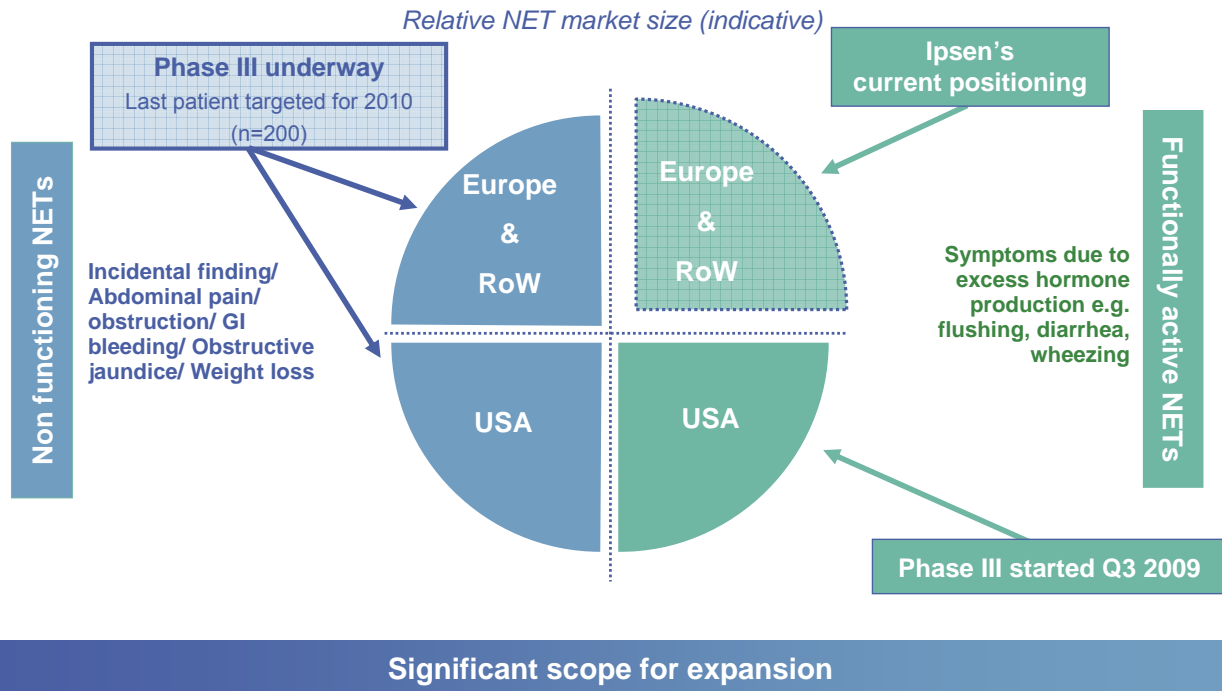 Relative NET market size (indicative)
Phase III underway
Last patient targeted for 2010
(n=200)
Ipsen's
current positioning
Non functioning NETs
Incidental finding/
Abdominal pain/
obstruction/ GI
bleeding/ Obstructive
jaundice/ Weight loss
Europe
&
RoW
Europe
&
RoW
USA
USA
Symptoms due to
excess hormone
production e.g.
flushing, diarrhea,
wheezing
Functionally active NETs
Phase III started Q3 2009
Significant scope for expansion